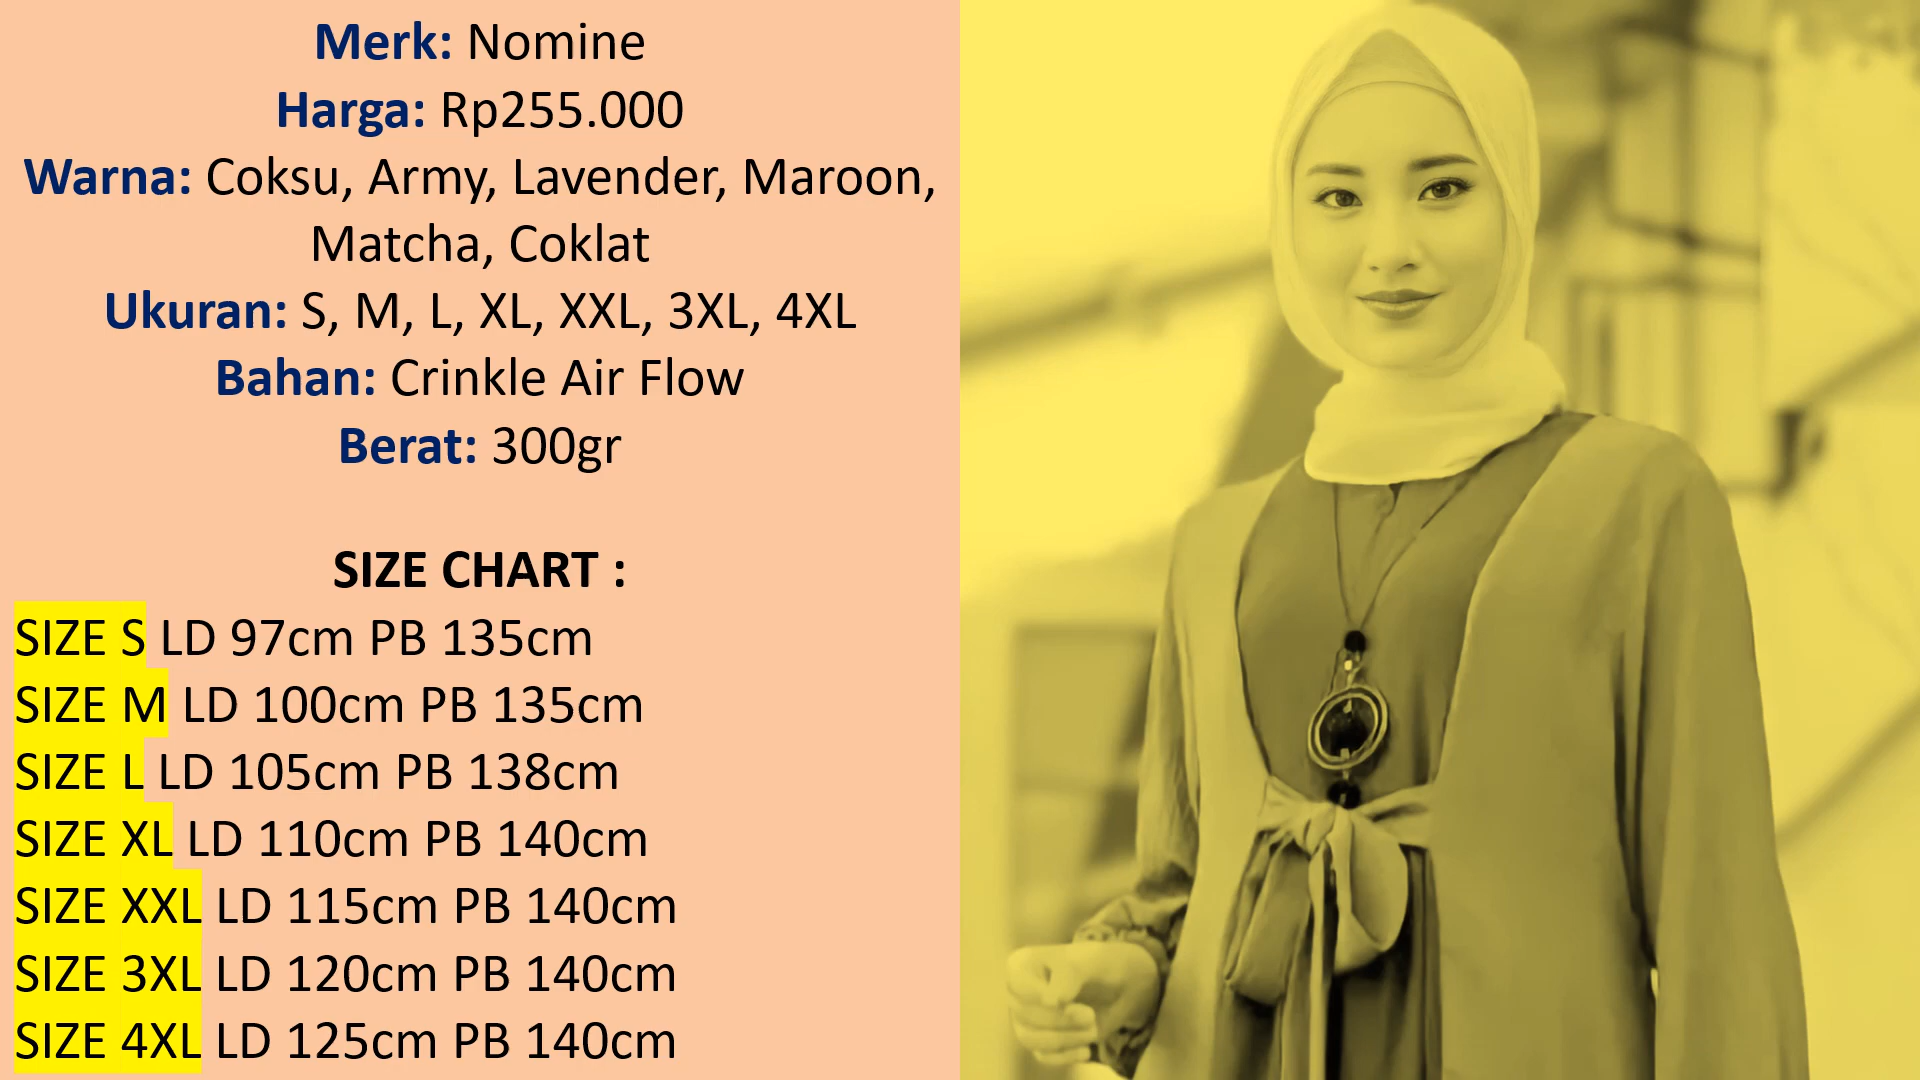 Merk: Nomine
Harga: Rp255.000
Warna: Coksu, Army, Lavender, Maroon,
Matcha, Coklat
Ukuran: S, M, L, XL, XXL, 3XL, 4XL
Bahan: Crinkle Air Flow
Berat: 300gr
SIZE CHART :
SIZE S LD 97cm PB 135cm
SIZE M LD 100cm PB 135cm
SIZE L LD 105cm PB 138cm
SIZE XL LD 110cm PB 140cm
SIZE XXL LD 115cm PB 140cm
SIZE 3XL LD 120cm PB 140cm
SIZE 4XL LD 125cm PB 140cm